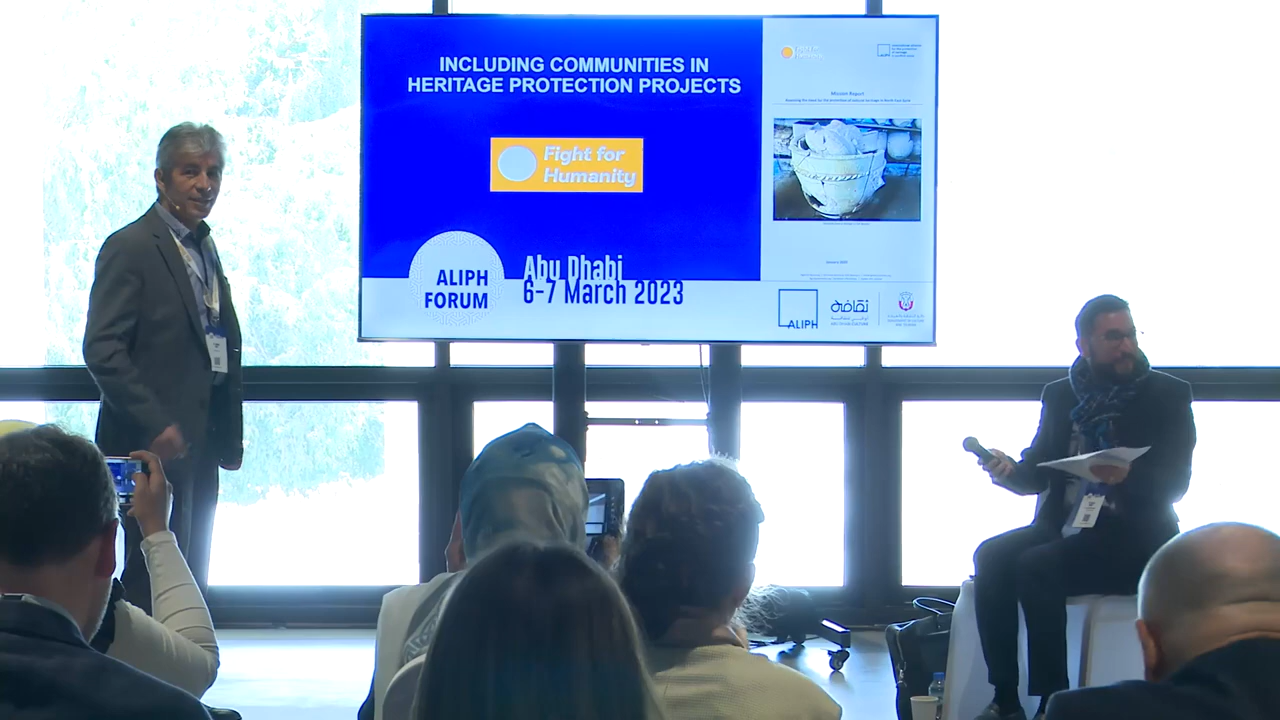 INCLUDING COMMUNITIES IN
HERITAGE PROTECTION PROJECTS
Fight for
Humanity
ALIPH
FORUM
Abu Dhabi
6-7 March 2023
Mission Report
ALIPH
ثقافة